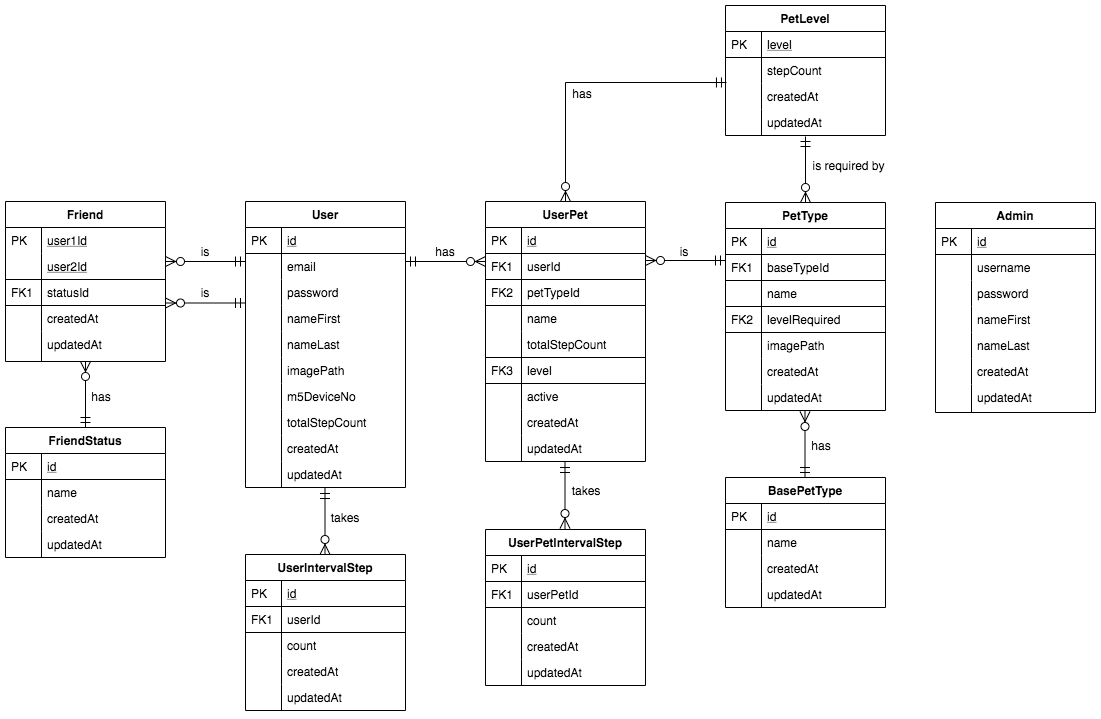 PetLevel
PK level
stepCount
createdAt
updatedAt
has
is required by
Friend
PK user1Id
user2Id
FK1 statusId
createdAt
updatedAt
is
is
has
FriendStatus
PK id
name
createdAt
updatedAt
User
PK id
email
password
nameFirst
nameLast
imagePath
m5DeviceNo
totalStepCount
createdAt
updatedAt
has
takes
UserIntervalStep
PK id
FK1 userId
count
createdAt
updatedAt
UserPet
PK id
FK1 userId
FK2 petTypeId
name
totalStepCount
FK3 level
active
createdAt
updatedAt
is
takes
UserPetIntervalStep
PK id
FK1 userPetId
count
createdAt
updatedAt
PetType
PK id
FK1 baseTypeId
name
FK2 levelRequired
imagePath
createdAt
updatedAt
has
BasePetType
PK id
name
createdAt
updatedAt
Admin
PK id
username
password
nameFirst
nameLast
createdAt
updatedAt